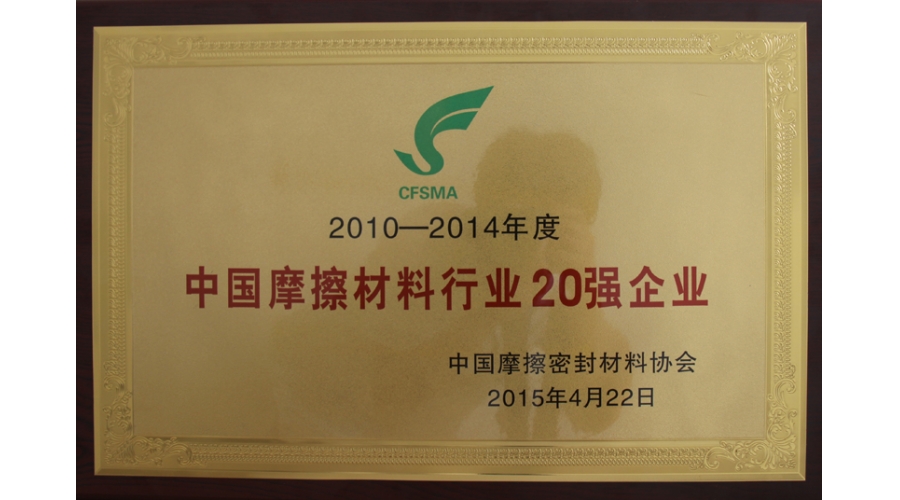 CFSMA
2010—2014年度
中国摩擦材料行业20强企业
中国摩擦密封材料协会
2015年4月22日